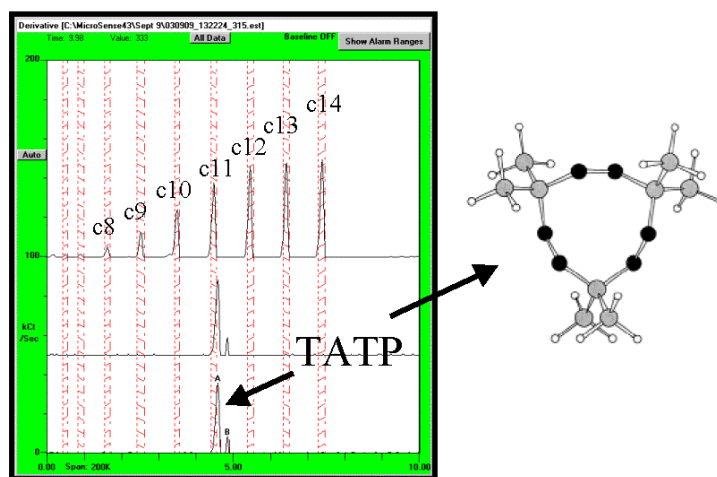 Derivative [C:\MicroSense43\Sept 9\030909_132224_315.est]
Time: 9.98 Value: 333 All Data Baseline OFF Show Alarm Ranges
200
c14
c13
c12
c11
c10
c9
c8
Auto
100
kCt
/Sec
TATP
A
B
0
0.00 Span: 200K 5.00 10.00